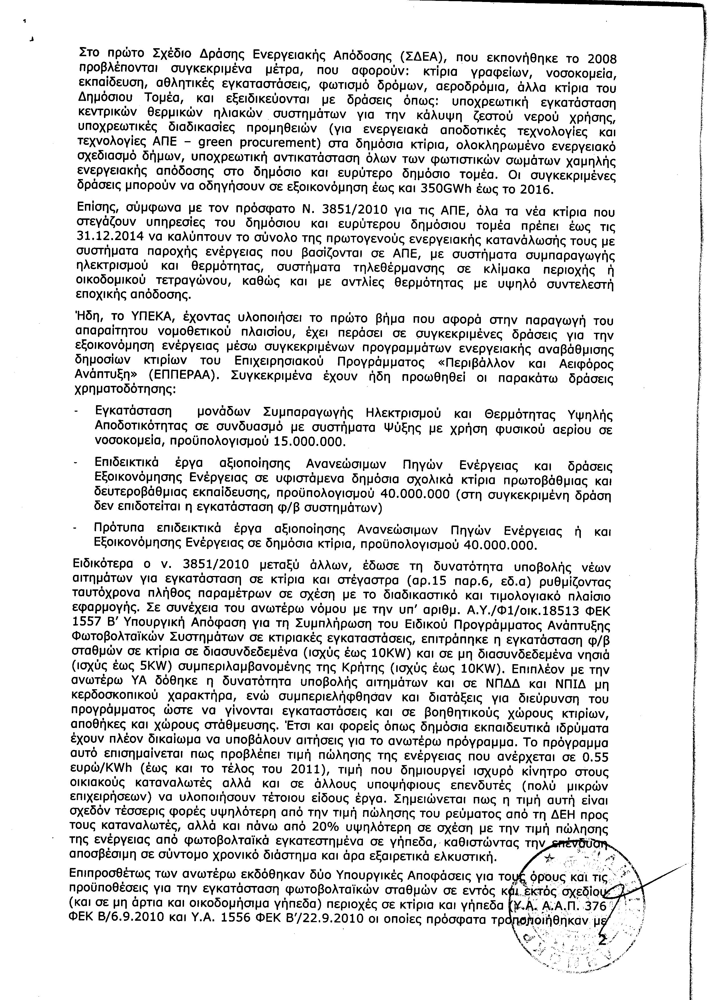 Στο πρώτο Σχέδιο Δράσης Ενεργειακής Απόδοσης (ΣΔΕΑ), που εκπονήθηκε το 2008
προβλέπονται συγκεκριμένα μέτρα, που αφορούν: κτίρια γραφείων, νοσοκομεία,
εκπαίδευση, αθλητικές εγκαταστάσεις, φωτισμό δρόμων, αεροδρόμια, άλλα κτίρια του
Δημόσιου Τομέα, και εξειδικεύονται με δράσεις όπως: υποχρεωτική εγκατάσταση
κεντρικών θερμικών ηλιακών συστημάτων για την κάλυψη ζεστού νερού χρήσης,
υποχρεωτικές διαδικασίες προμηθειών (για ενεργειακά αποδοτικές τεχνολογίες και
τεχνολογίες ΑΠΕ – green procurement) στα δημόσια κτίρια, ολοκληρωμένο ενεργειακό
σχεδιασμό δήμων, υποχρεωτική αντικατάσταση όλων των φωτιστικών σωμάτων χαμηλής
ενεργειακής απόδοσης στο δημόσιο και ευρύτερο δημόσιο τομέα. Οι συγκεκριμένες
δράσεις μπορούν να οδηγήσουν σε εξοικονόμηση έως και 350GWh έως το 2016.
Επίσης, σύμφωνα με τον πρόσφατο Ν. 3851/2010 για τις ΑΠΕ, όλα τα νέα κτίρια που
στεγάζουν υπηρεσίες του δημόσιου και ευρύτερου δημόσιου τομέα πρέπει έως τις
31.12.2014 να καλύπτουν το σύνολο της πρωτογενούς ενεργειακής κατανάλωσής τους με
συστήματα παροχής ενέργειας που βασίζονται σε ΑΠΕ, με συστήματα συμπαραγωγής
ηλεκτρισμού και θερμότητας, συστήματα τηλεθέρμανσης σε κλίμακα περιοχής ή
οικοδομικού τετραγώνου, καθώς και με αντλίες θερμότητας με υψηλό συντελεστή
εποχικής απόδοσης.
Ήδη, το ΥΠΕΚΑ, έχοντας υλοποιήσει το πρώτο βήμα που αφορά στην παραγωγή του
απαραίτητου νομοθετικού πλαισίου, έχει περάσει σε συγκεκριμένες δράσεις για την
εξοικονόμηση ενέργειας μέσω συγκεκριμένων προγραμμάτων ενεργειακής αναβάθμισης
δημοσίων κτιρίων του Επιχειρησιακού Προγράμματος «Περιβάλλον και Αειφόρος
Ανάπτυξη» (ΕΠΠΕΡΑΑ). Συγκεκριμένα έχουν ήδη προωθηθεί οι παρακάτω δράσεις
χρηματοδότησης:
- Εγκατάσταση μονάδων Συμπαραγωγής Ηλεκτρισμού και Θερμότητας Υψηλής
Αποδοτικότητας σε συνδυασμό με συστήματα Ψύξης με χρήση φυσικού αερίου σε
νοσοκομεία, προϋπολογισμού 15.000.000.
- Επιδεικτικά έργα αξιοποίησης Ανανεώσιμων Πηγών Ενέργειας και δράσεις
Εξοικονόμησης Ενέργειας σε υφιστάμενα δημόσια σχολικά κτίρια πρωτοβάθμιας και
δευτεροβάθμιας εκπαίδευσης, προϋπολογισμού 40.000.000 (στη συγκεκριμένη δράση
δεν επιδοτείται η εγκατάσταση φ/β συστημάτων)
- Πρότυπα επιδεικτικά έργα αξιοποίησης Ανανεώσιμων Πηγών Ενέργειας ή και
Εξοικονόμησης Ενέργειας σε δημόσια κτίρια, προϋπολογισμού 40.000.000.
Ειδικότερα ο ν. 3851/2010 μεταξύ άλλων, έδωσε τη δυνατότητα υποβολής νέων
αιτημάτων για εγκατάσταση σε κτίρια και στέγαστρα (αρ.15 παρ.6, εδ.α) ρυθμίζοντας
ταυτόχρονα πλήθος παραμέτρων σε σχέση με το διαδικαστικό και τιμολογιακό πλαίσιο
εφαρμογής. Σε συνέχεια του ανωτέρω νόμου με την υπ' αριθμ. Α.Υ./Φ1/οικ.18513 ΦΕΚ
1557 Β' Υπουργική Απόφαση για τη Συμπλήρωση του Ειδικού Προγράμματος Ανάπτυξης
Φωτοβολταϊκών Συστημάτων σε κτιριακές εγκαταστάσεις, επιτράπηκε η εγκατάσταση φ/β
σταθμών σε κτίρια σε διασυνδεδεμένα (ισχύς έως 10KW) και σε μη διασυνδεδεμένα νησιά
(ισχύς έως 5KW) συμπεριλαμβανομένης της Κρήτης (ισχύς έως 10KW). Επιπλέον με την
ανωτέρω ΥΑ δόθηκε η δυνατότητα υποβολής αιτημάτων και σε ΝΠΔΔ και ΝΠΙΔ μη
κερδοσκοπικού χαρακτήρα, ενώ συμπεριελήφθησαν και διατάξεις για διεύρυνση του
προγράμματος ώστε να γίνονται εγκαταστάσεις και σε βοηθητικούς χώρους κτιρίων,
αποθήκες και χώρους στάθμευσης. Έτσι και φορείς όπως δημόσια εκπαιδευτικά ιδρύματα
έχουν πλέον δικαίωμα να υποβάλουν αιτήσεις για το ανωτέρω πρόγραμμα. Το πρόγραμμα
αυτό επισημαίνεται πως προβλέπει τιμή πώλησης της ενέργειας που ανέρχεται σε 0.55
ευρώ/KWh (έως και το τέλος του 2011), τιμή που δημιουργεί ισχυρό κίνητρο στους
οικιακούς καταναλωτές αλλά και σε άλλους υποψήφιους επενδυτές (πολύ μικρών
επιχειρήσεων) να υλοποιήσουν τέτοιου είδους έργα. Σημειώνεται πως η τιμή αυτή είναι
σχεδόν τέσσερις φορές υψηλότερη από την τιμή πώλησης του ρεύματος από τη ΔΕΗ προς
τους καταναλωτές, αλλά και πάνω από 20% υψηλότερη σε σχέση με την τιμή πώλησης
της ενέργειας από φωτοβολταϊκά εγκατεστημένα σε γήπεδα, καθιστώντας την επένδυση
αποσβέσιμη σε σύντομο χρονικό διάστημα και άρα εξαιρετικά ελκυστική.
Επιπροσθέτως των ανωτέρω εκδόθηκαν δύο Υπουργικές Αποφάσεις για τους όρους και τις
προϋποθέσεις για την εγκατάσταση φωτοβολταϊκών σταθμών σε εντός και εκτός σχεδίου
(και σε μη άρτια και οικοδομήσιμα γήπεδα) περιοχές σε κτίρια και γήπεδα (Υ.Α. Α.Α.Π. 376
ΦΕΚ Β/6.9.2010 και Υ.Α. 1556 ΦΕΚ Β'/22.9.2010 οι οποίες πρόσφατα τροποποιήθηκαν με
2